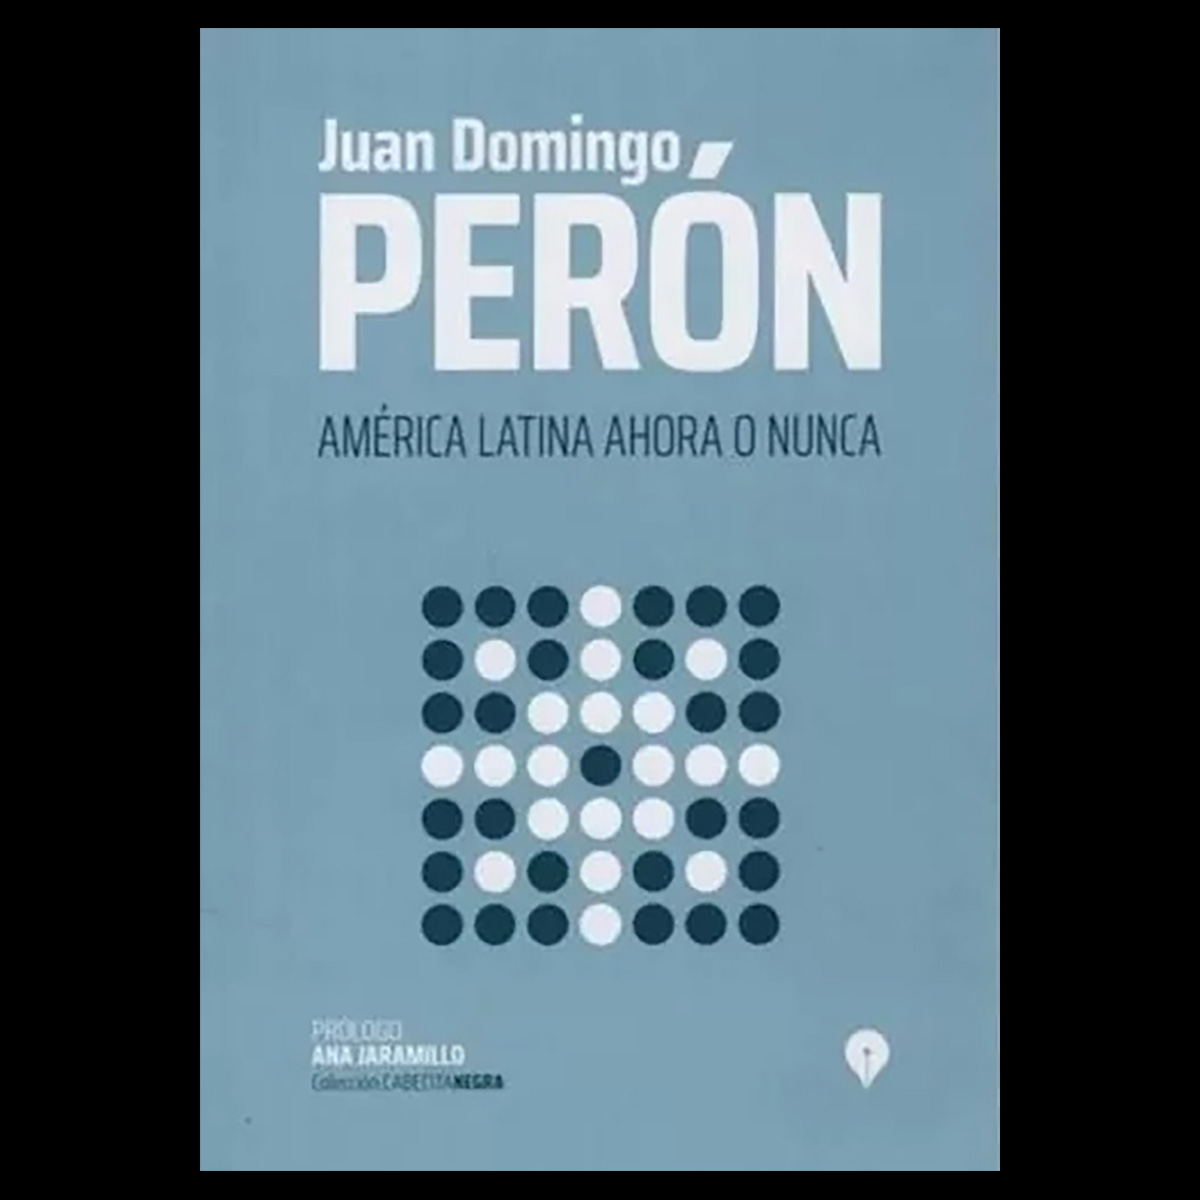 Juan Domingo
PERÓN
AMÉRICA LATINA AHORA O NUNCA
PRÓLOGO
ANA JARAMILLO
Colección CABECITANEGRA